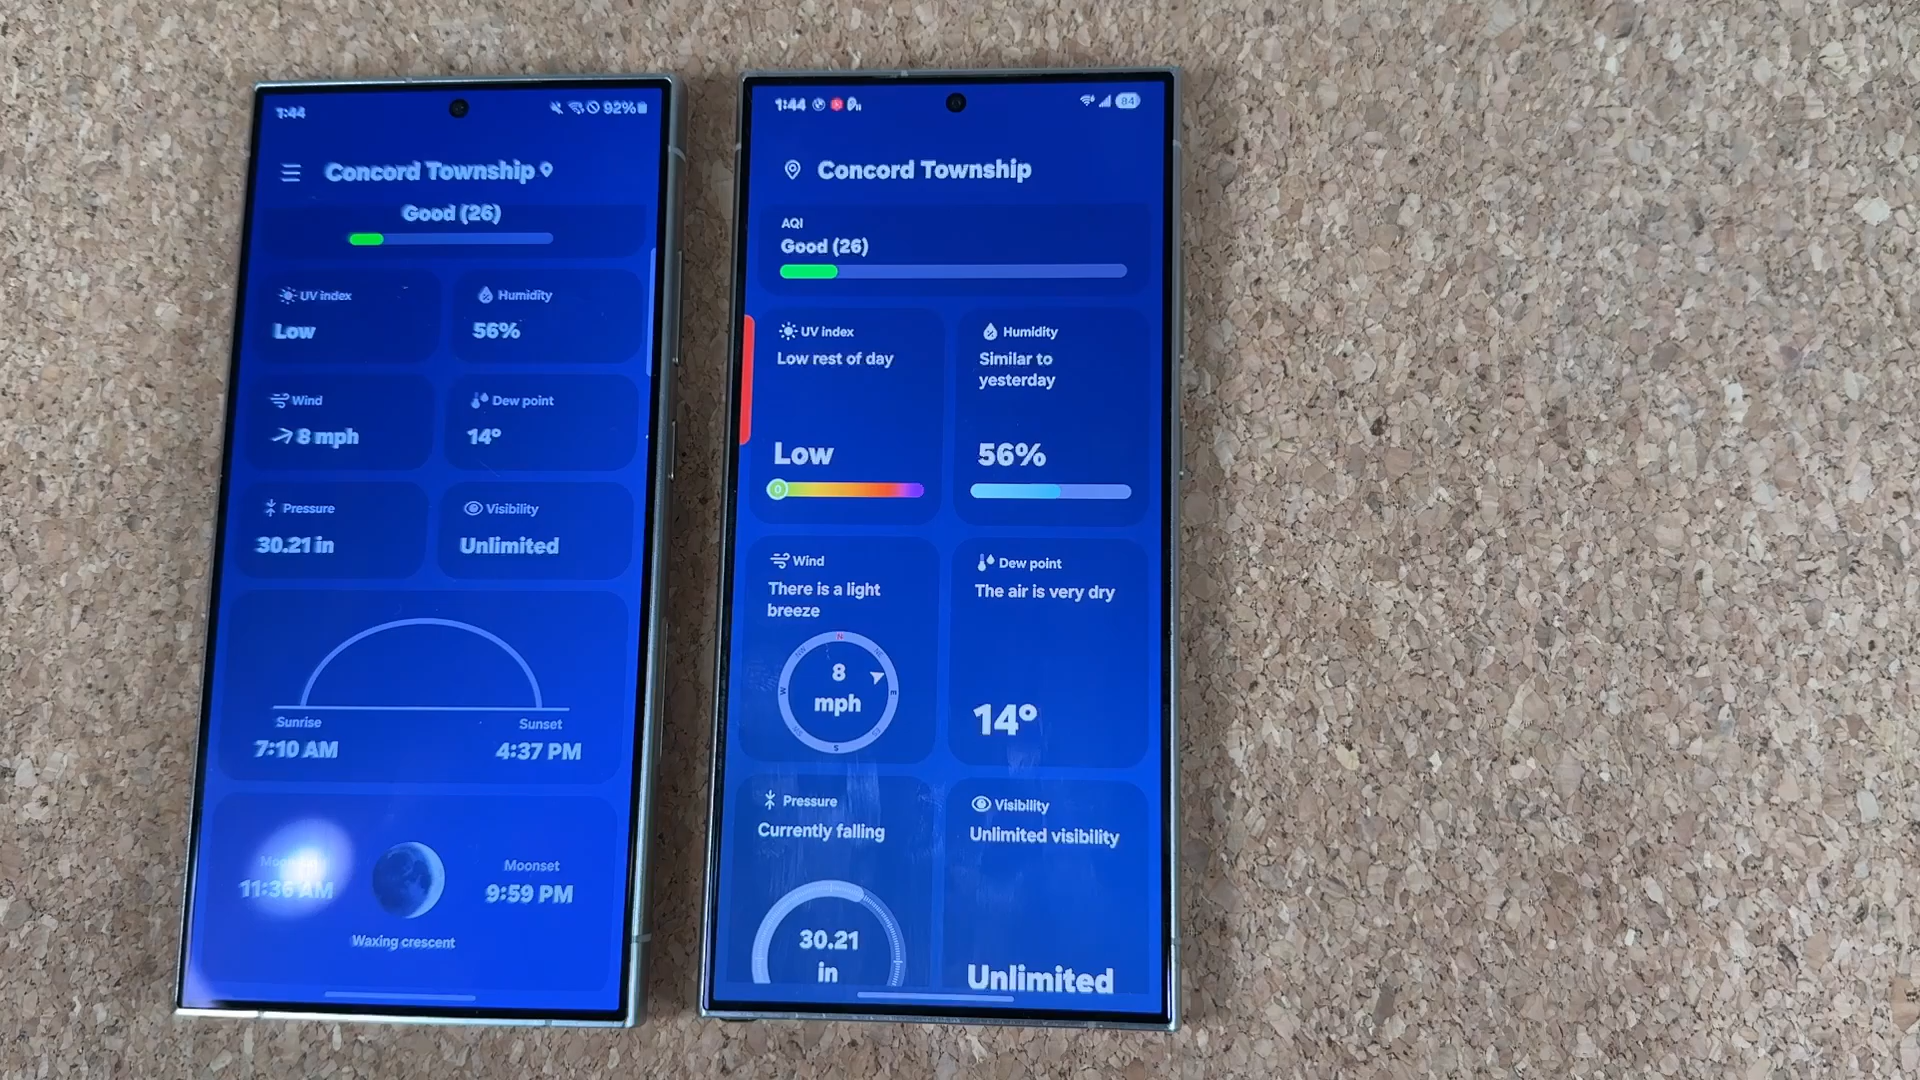 1:44
92%
Concord Township
Good (26)
UV index
Low
Humidity
56%
Wind
8 mph
Dew point
14°
Pressure
30.21 in
Visibility
Unlimited
Sunrise
7:10 AM
Sunset
4:37 PM
11:36 AM
Moonset
9:59 PM
Waxing crescent
1:44
84
Concord Township
AQI
Good (26)
UV index
Low rest of day
Low
0
Humidity
Similar to
yesterday
56%
Wind
There is a light
breeze
N
NE
E
SE
S
SW
W
NW
8
mph
Dew point
The air is very dry
14°
Pressure
Currently falling
30.21
in
Visibility
Unlimited visibility
Unlimited